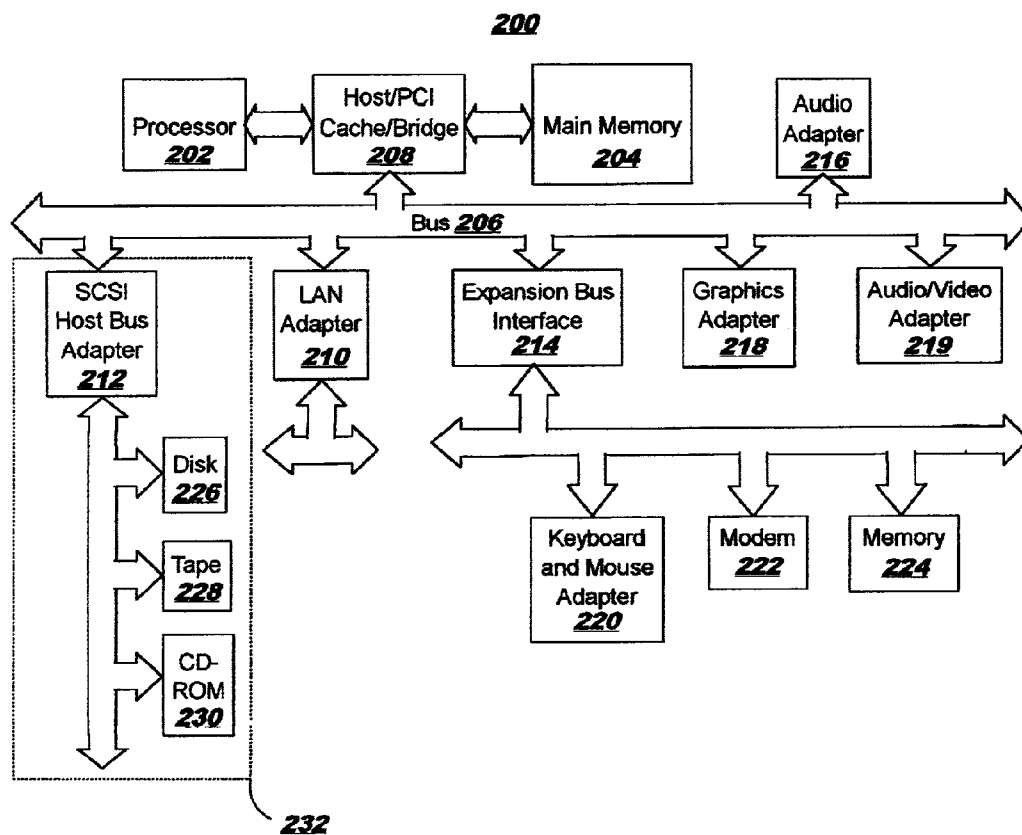 200
Processor
202
Host/PCI
Cache/Bridge
208
Main Memory
204
Audio
Adapter
216
Bus 206
SCSI
Host Bus
Adapter
212
LAN
Adapter
210
Expansion Bus
Interface
214
Graphics
Adapter
218
Audio/Video
Adapter
219
Disk
226
Tape
228
CD-
ROM
230
Keyboard
and Mouse
Adapter
220
Modem
222
Memory
224
232